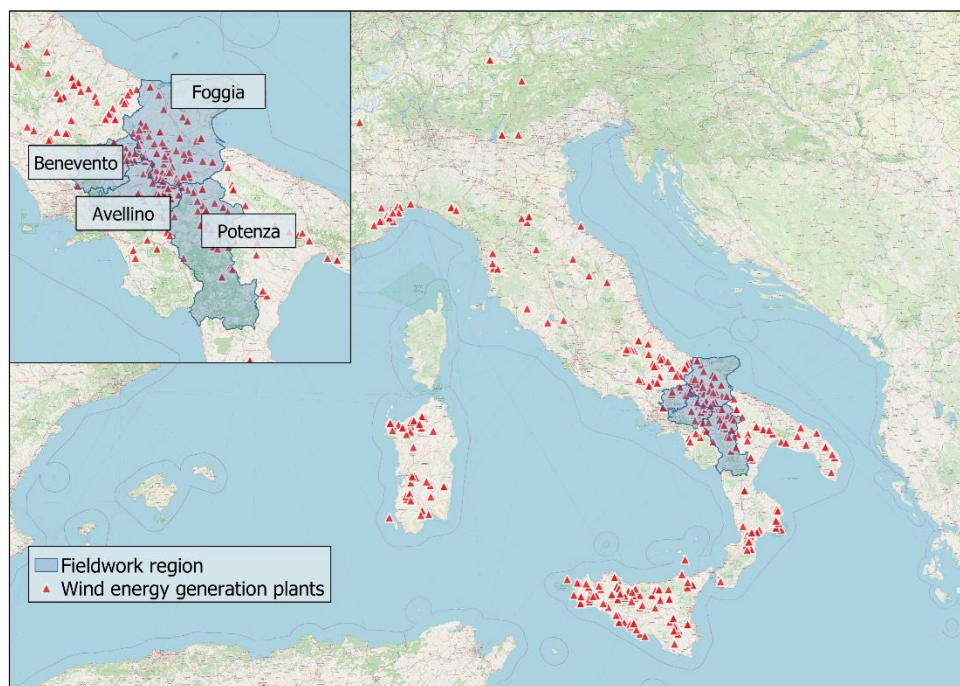 Foggia
Benevento
Avellino
Potenza
Fieldwork region
Wind energy generation plants